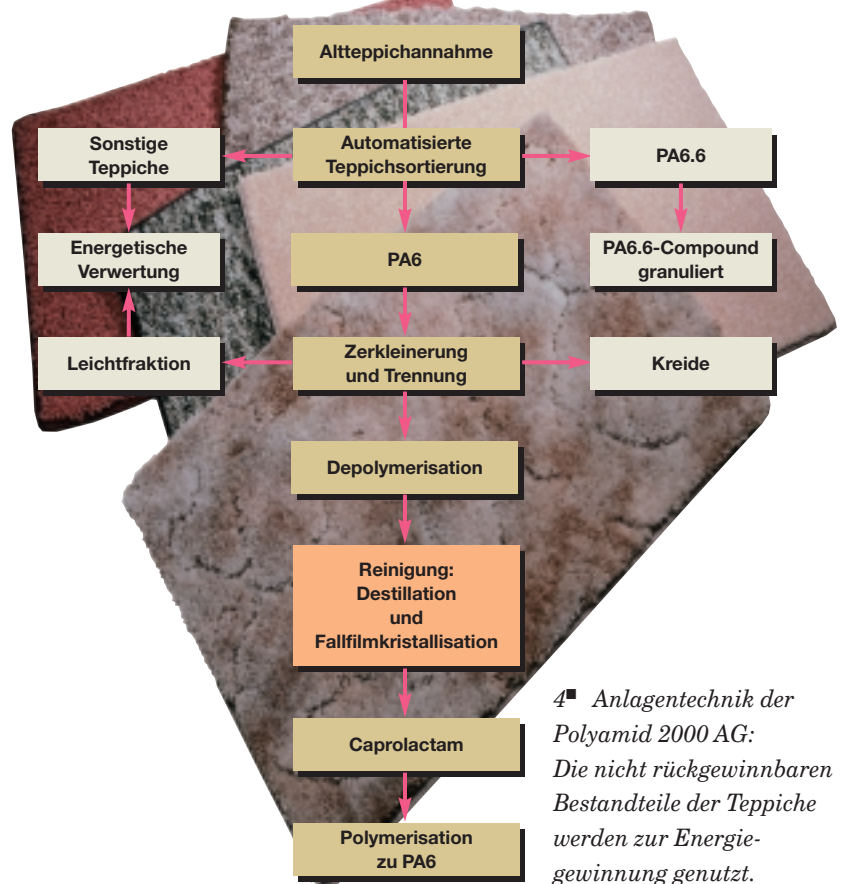 Altteppichannahme
Sonstige
Teppiche
Automatisierte
Teppichsortierung
PA6.6
Energetische
Verwertung
PA6
PA6.6-Compound
granuliert
Leichtfraktion
Zerkleinerung
und Trennung
Kreide
Depolymerisation
Reinigung:
Destillation
und
Fallfilmkristallisation
Caprolactam
Polymerisation
zu PA6
4■ Anlagentechnik der
Polyamid 2000 AG:
Die nicht rückgewinnbaren
Bestandteile der Teppiche
werden zur Energie-
gewinnung genutzt.